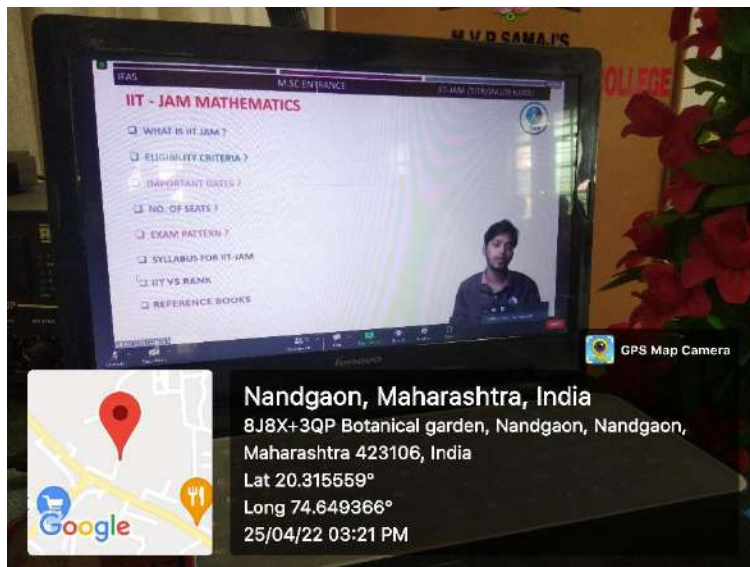 M.V.P SAMAJ'S
COLLEGE
IFAS
M.SC ENTRANCE
IIT - JAM MATHEMATICS
WHAT IS IIT JAM ?
ELIGIBILITY CRITERIA ?
IMPORTANT DATES ?
NO. OF SEATS ?
EXAM PATTERN ?
SYLLABUS FOR IIT-JAM
IIT VS RANK
REFERENCE BOOKS
lenovo
GPS Map Camera
Google
Nandgaon, Maharashtra, India
8J8X+3QP Botanical garden, Nandgaon, Nandgaon,
Maharashtra 423106, India
Lat 20.315559°
Long 74.649366°
25/04/22 03:21 PM